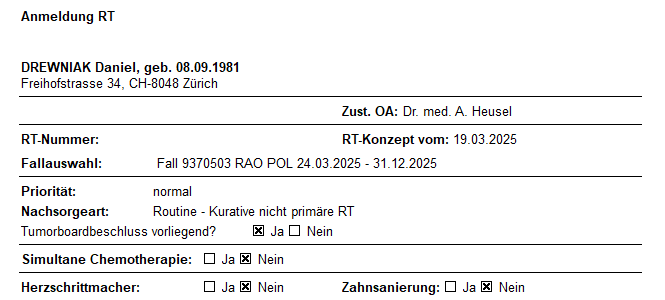 Anmeldung RT
DREWNIAK Daniel, geb. 08.09.1981
Freihofstrasse 34, CH-8048 Zürich
Zust. OA: Dr. med. A. Heusel
RT-Nummer: RT-Konzept vom: 19.03.2025
Fallauswahl: Fall 9370503 RAO POL 24.03.2025 - 31.12.2025
Priorität: normal
Nachsorgeart: Routine - Kurative nicht primäre RT
Tumorboardbeschluss vorliegend? ☒ Ja ☐ Nein
Simultane Chemotherapie: ☐ Ja ☒ Nein
Herzschrittmacher: ☐ Ja ☒ Nein Zahnsanierung: ☐ Ja ☒ Nein